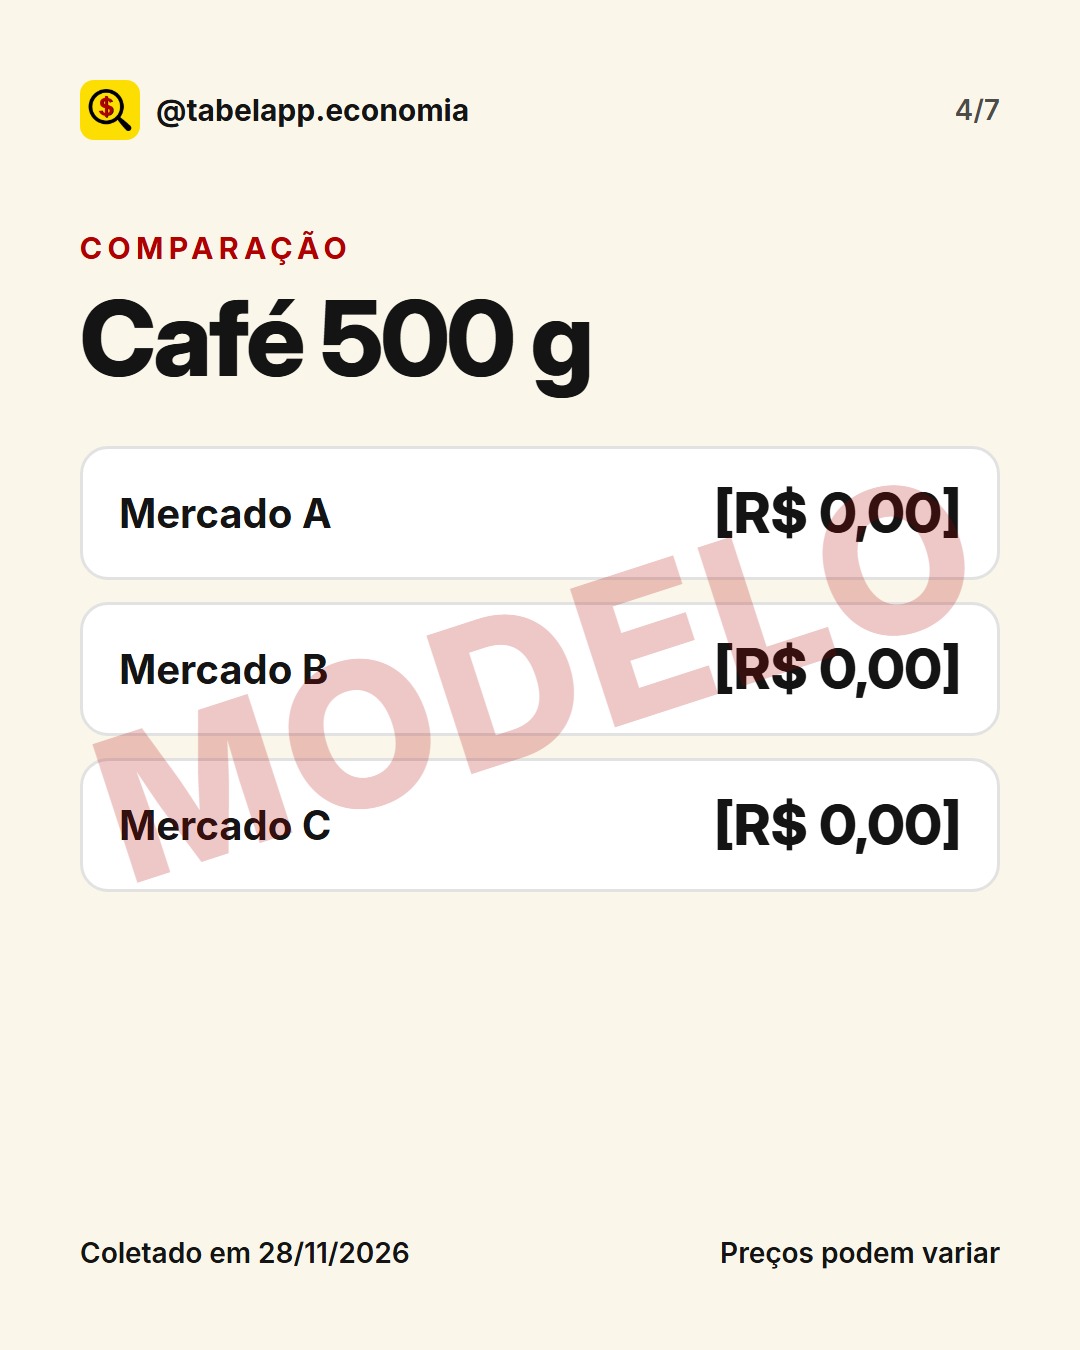 @tabelapp.economia
4/7
COMPARAÇÃO
Café 500 g
Mercado A
[R$ 0,00]
Mercado B
[R$ 0,00]
Mercado C
[R$ 0,00]
MODELO
Coletado em 28/11/2026
Preços podem variar